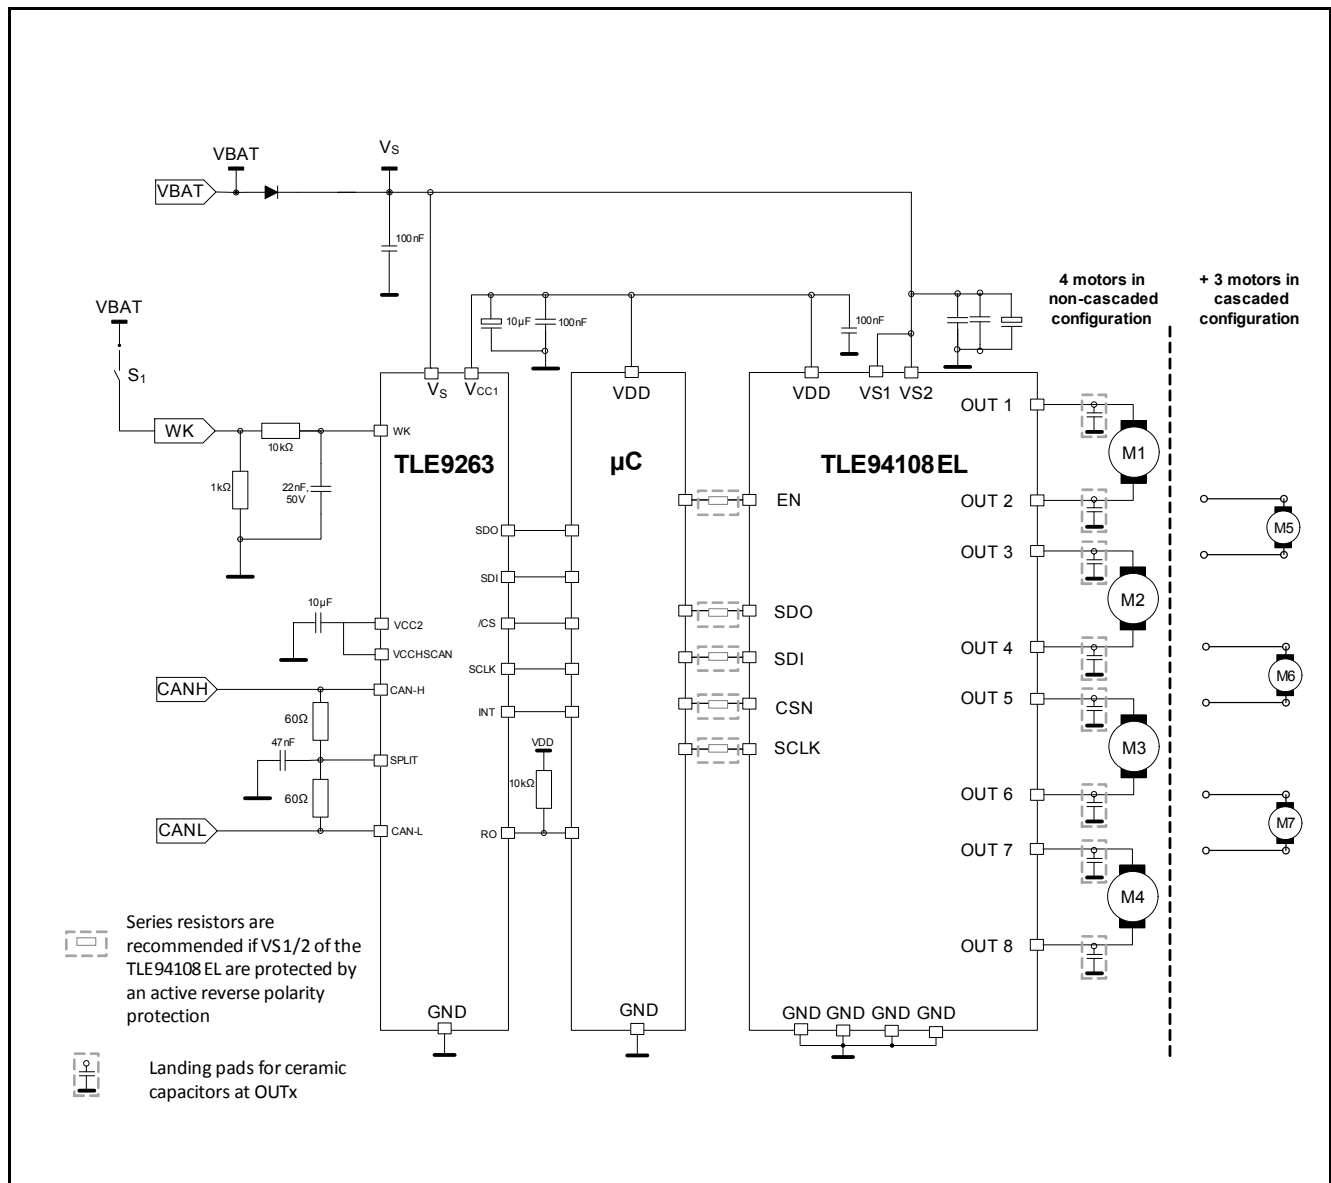 VBAT
VS
VBAT
100nF
4 motors in
non-cascaded
configuration
+ 3 motors in
cascaded
configuration
VBAT
S1
10µF
100nF
100nF
VS
VCC1
VDD
VDD
VS1
VS2
OUT 1
WK
10kΩ
WK
TLE9263
µC
TLE94108EL
M1
1kΩ
22nF,
50V
EN
OUT 2
M5
SDO
OUT 3
SDI
10µF
M2
VCC2
/CS
SDO
VCCHSCAN
SCLK
SDI
OUT 4
M6
CANH
CAN-H
INT
CSN
OUT 5
60Ω
47nF
VDD
SCLK
M3
SPLIT
10kΩ
60Ω
OUT 6
M7
CANL
CAN-L
RO
OUT 7
M4
OUT 8
Series resistors are
recommended if VS1/2 of the
TLE94108EL are protected by
an active reverse polarity
protection
GND
GND
GND
GND
GND
GND
Landing pads for ceramic
capacitors at OUTx